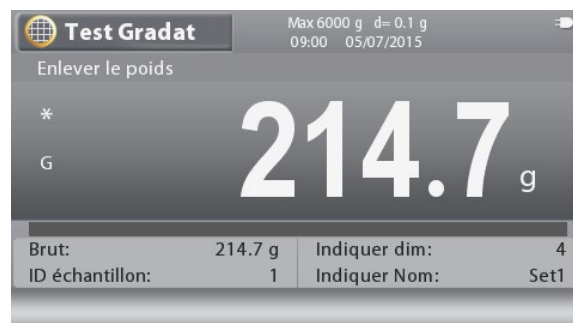 Test Gradat
Max 6000 g d= 0.1 g
09:00 05/07/2015
Enlever le poids
*
G
214.7 g
Brut: 214.7 g Indiquer dim: 4
ID échantillon: 1 Indiquer Nom: Set1